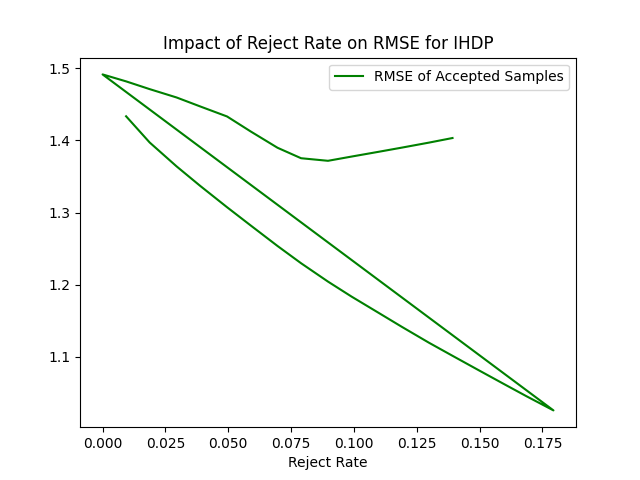 Impact of Reject Rate on RMSE for IHDP
RMSE of Accepted Samples
1.5
1.4
1.3
1.2
1.1
0.000 0.025 0.050 0.075 0.100 0.125 0.150 0.175
Reject Rate